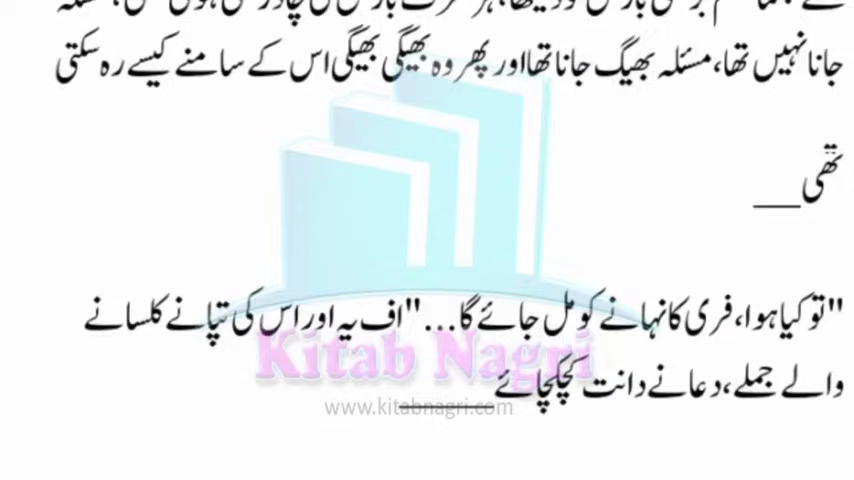 جانا نہیں تھا، مسئلہ بھیگ جانا تھا اور پھر وہ بھیگی بھیگی اس کے سامنے کیسے رہ سکتی
تھی___
"تو کیا ہوا، فری کا نہانے کو مل جائے گا..." اف یہ اور اس کی تپانے کلسانے
Kitab Nagri
والے جملے، دعا نے دانت کچکچائے____
www.kitabnagri.com